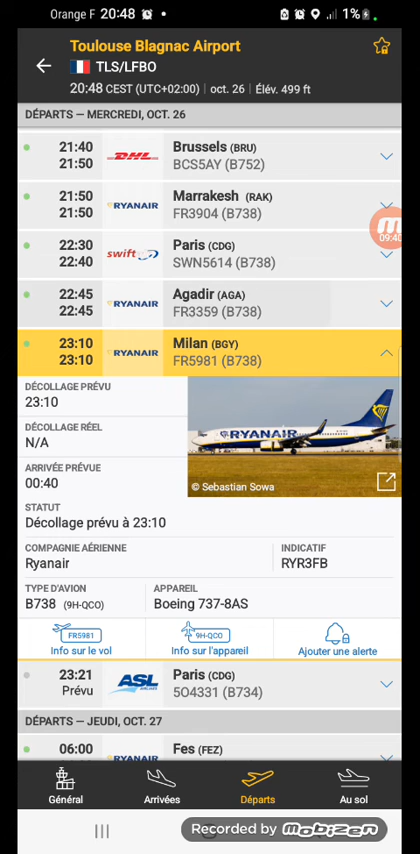 Orange F 20:48 1%
Toulouse Blagnac Airport
TLS/LFBO
20:48 CEST (UTC+02:00) | oct. 26 | Élév. 499 ft
DÉPARTS — MERCREDI, OCT. 26
21:40 Brussels (BRU)
21:50 DHL BCS5AY (B752)
21:50 Marrakesh (RAK)
21:50 RYANAIR FR3904 (B738)
09:40
22:30 Paris (CDG)
22:40 swift SWN5614 (B738)
22:45 Agadir (AGA)
22:45 RYANAIR FR3359 (B738)
23:10 Milan (BGY)
23:10 RYANAIR FR5981 (B738)
DÉCOLLAGE PRÉVU
23:10
DÉCOLLAGE RÉEL
N/A
ARRIVÉE PRÉVUE
00:40
RYANAIR
© Sebastian Sowa
STATUT
Décollage prévu à 23:10
COMPAGNIE AÉRIENNE INDICATIF
Ryanair RYR3FB
TYPE D'AVION APPAREIL
B738 (9H-QCO) Boeing 737-8AS
FR5981 9H-QCO
Info sur le vol Info sur l'appareil Ajouter une alerte
23:21 Paris (CDG)
Prévu ASL AIRLINES 5O4331 (B734)
DÉPARTS — JEUDI, OCT. 27
06:00 Fes (FEZ)
RYANAIR
Général Arrivées Départs Au sol
Recorded by mobizen